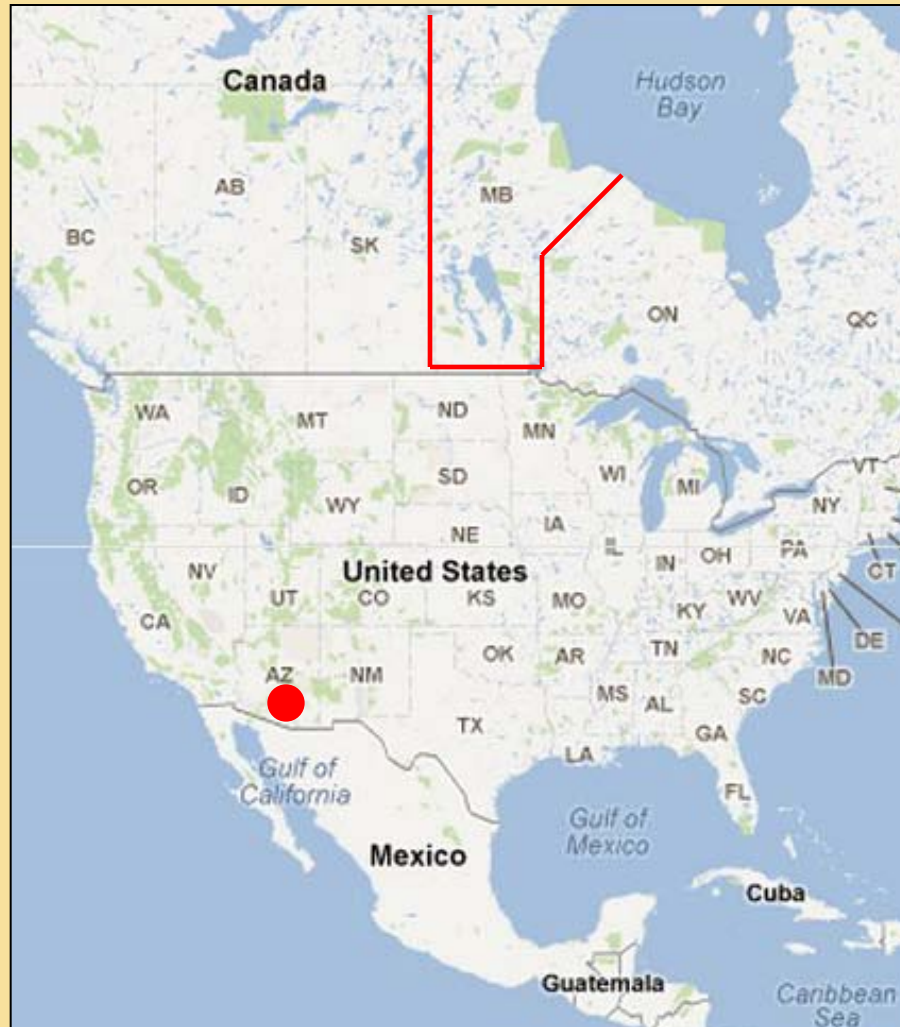 Canada
Hudson
Bay
AB
MB
BC
SK
ON
QC
WA
MT
ND
MN
VT
OR
ID
WY
SD
WI
MI
NY
NE
IA
IL
IN
OH
PA
CT
NV
United States
UT
CO
KS
MO
KY
WV
VA
CA
DE
OK
AR
TN
NC
MD
AZ
NM
MS
AL
SC
TX
GA
LA
FL
Gulf of
California
Gulf of
Mexico
Mexico
Cuba
Guatemala
Caribbean
Sea